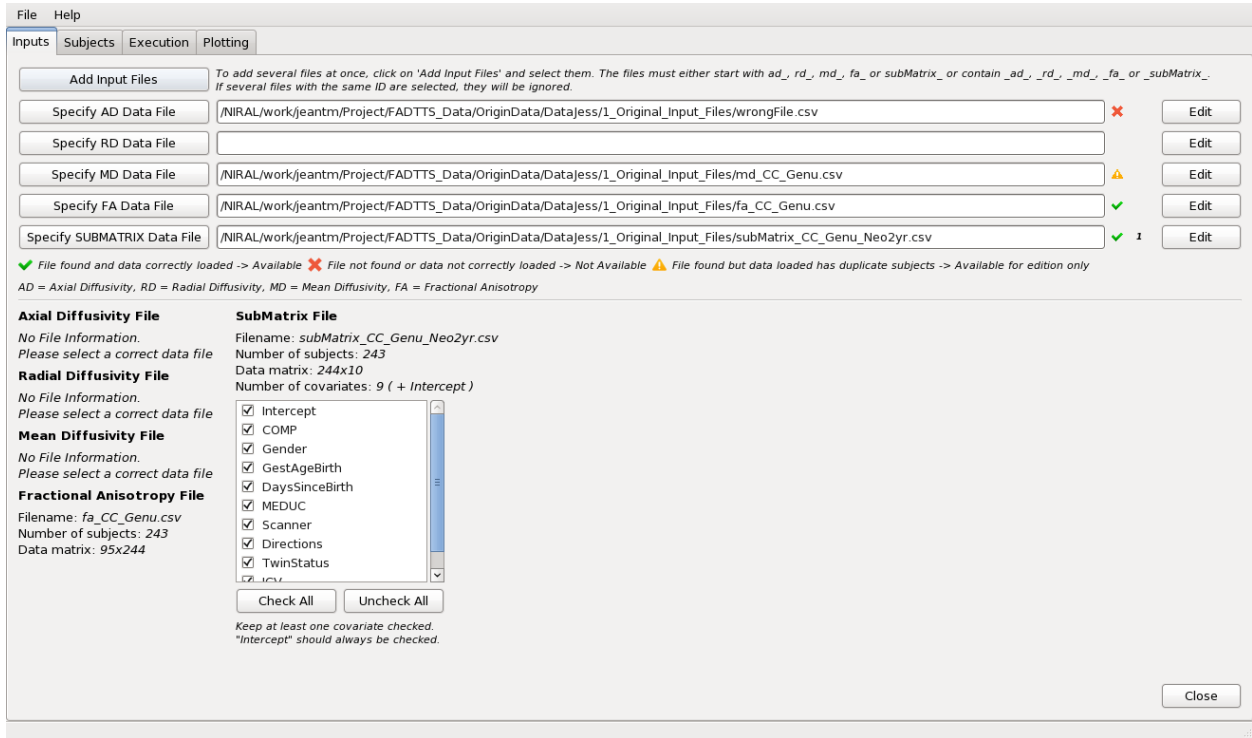 File Help
Inputs Subjects Execution Plotting
Add Input Files
To add several files at once, click on 'Add Input Files' and select them. The files must either start with ad_, rd_, md_, fa_ or subMatrix_ or contain _ad_, _rd_, _md_, _fa_ or _subMatrix_.
If several files with the same ID are selected, they will be ignored.
Specify AD Data File /NIRAL/work/jeantm/Project/FADTTS_Data/OriginData/DataJess/1_Original_Input_Files/wrongFile.csv Edit
Specify RD Data File Edit
Specify MD Data File /NIRAL/work/jeantm/Project/FADTTS_Data/OriginData/DataJess/1_Original_Input_Files/md_CC_Genu.csv Edit
Specify FA Data File /NIRAL/work/jeantm/Project/FADTTS_Data/OriginData/DataJess/1_Original_Input_Files/fa_CC_Genu.csv Edit
Specify SUBMATRIX Data File /NIRAL/work/jeantm/Project/FADTTS_Data/OriginData/DataJess/1_Original_Input_Files/subMatrix_CC_Genu_Neo2yr.csv 1 Edit
File found and data correctly loaded -> Available File not found or data not correctly loaded -> Not Available File found but data loaded has duplicate subjects -> Available for edition only
AD = Axial Diffusivity, RD = Radial Diffusivity, MD = Mean Diffusivity, FA = Fractional Anisotropy
Axial Diffusivity File
No File Information.
Please select a correct data file
Radial Diffusivity File
No File Information.
Please select a correct data file
Mean Diffusivity File
No File Information.
Please select a correct data file
Fractional Anisotropy File
Filename: fa_CC_Genu.csv
Number of subjects: 243
Data matrix: 95x244
SubMatrix File
Filename: subMatrix_CC_Genu_Neo2yr.csv
Number of subjects: 243
Data matrix: 244x10
Number of covariates: 9 ( + Intercept )
Intercept
COMP
Gender
GestAgeBirth
DaysSinceBirth
MEDUC
Scanner
Directions
TwinStatus
ICV
Check All Uncheck All
Keep at least one covariate checked.
"Intercept" should always be checked.
Close